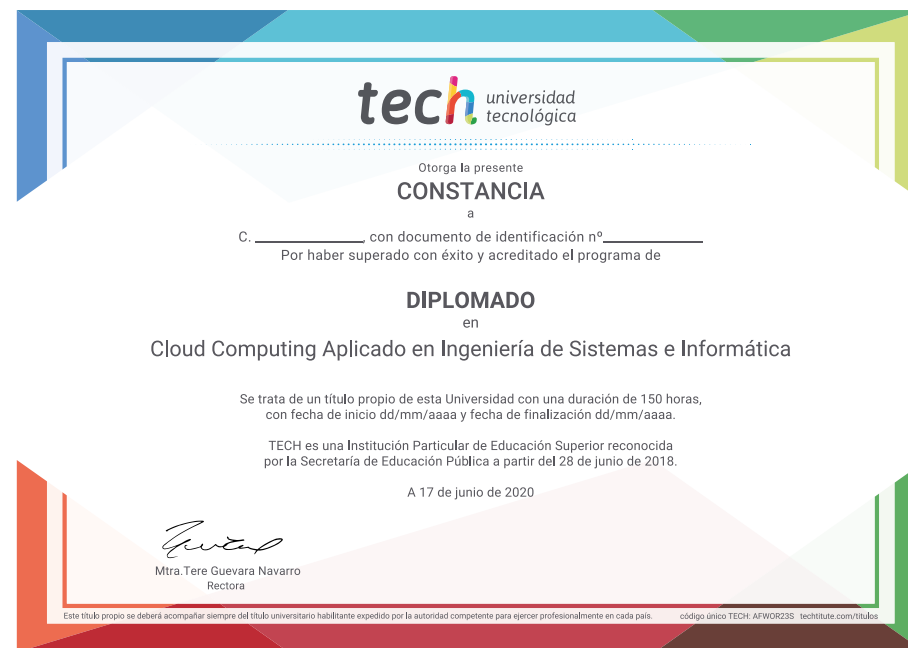 tech universidad
tecnológica
Otorga la presente
CONSTANCIA
a
C. ____________, con documento de identificación nº____________
Por haber superado con éxito y acreditado el programa de
DIPLOMADO
en
Cloud Computing Aplicado en Ingeniería de Sistemas e Informática
Se trata de un título propio de esta Universidad con una duración de 150 horas,
con fecha de inicio dd/mm/aaaa y fecha de finalización dd/mm/aaaa.
TECH es una Institución Particular de Educación Superior reconocida
por la Secretaría de Educación Pública a partir del 28 de junio de 2018.
A 17 de junio de 2020
Mtra.Tere Guevara Navarro
Rectora
Este título propio se deberá acompañar siempre del título universitario habilitante expedido por la autoridad competente para ejercer profesionalmente en cada país. código único TECH: AFWOR23S techtitute.com/titulos